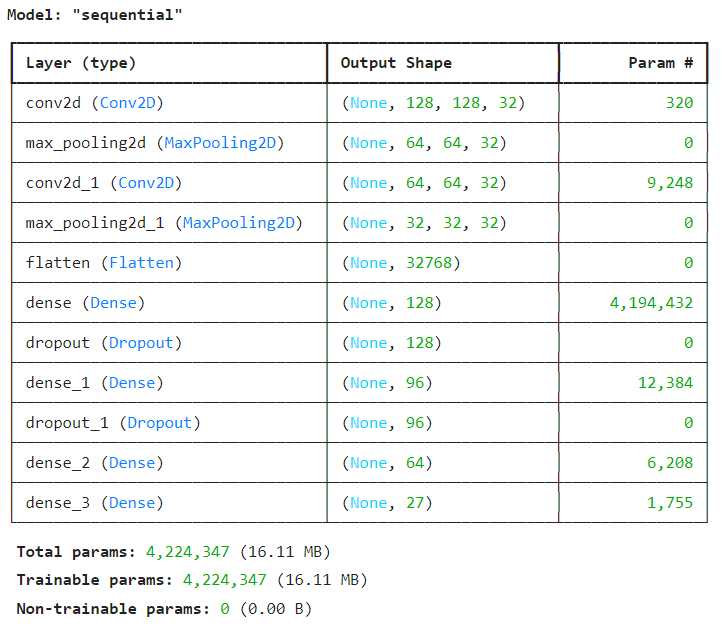 Model: "sequential"
Layer (type) Output Shape Param #
conv2d (Conv2D) (None, 128, 128, 32) 320
max_pooling2d (MaxPooling2D) (None, 64, 64, 32) 0
conv2d_1 (Conv2D) (None, 64, 64, 32) 9,248
max_pooling2d_1 (MaxPooling2D) (None, 32, 32, 32) 0
flatten (Flatten) (None, 32768) 0
dense (Dense) (None, 128) 4,194,432
dropout (Dropout) (None, 128) 0
dense_1 (Dense) (None, 96) 12,384
dropout_1 (Dropout) (None, 96) 0
dense_2 (Dense) (None, 64) 6,208
dense_3 (Dense) (None, 27) 1,755
Total params: 4,224,347 (16.11 MB)
Trainable params: 4,224,347 (16.11 MB)
Non-trainable params: 0 (0.00 B)